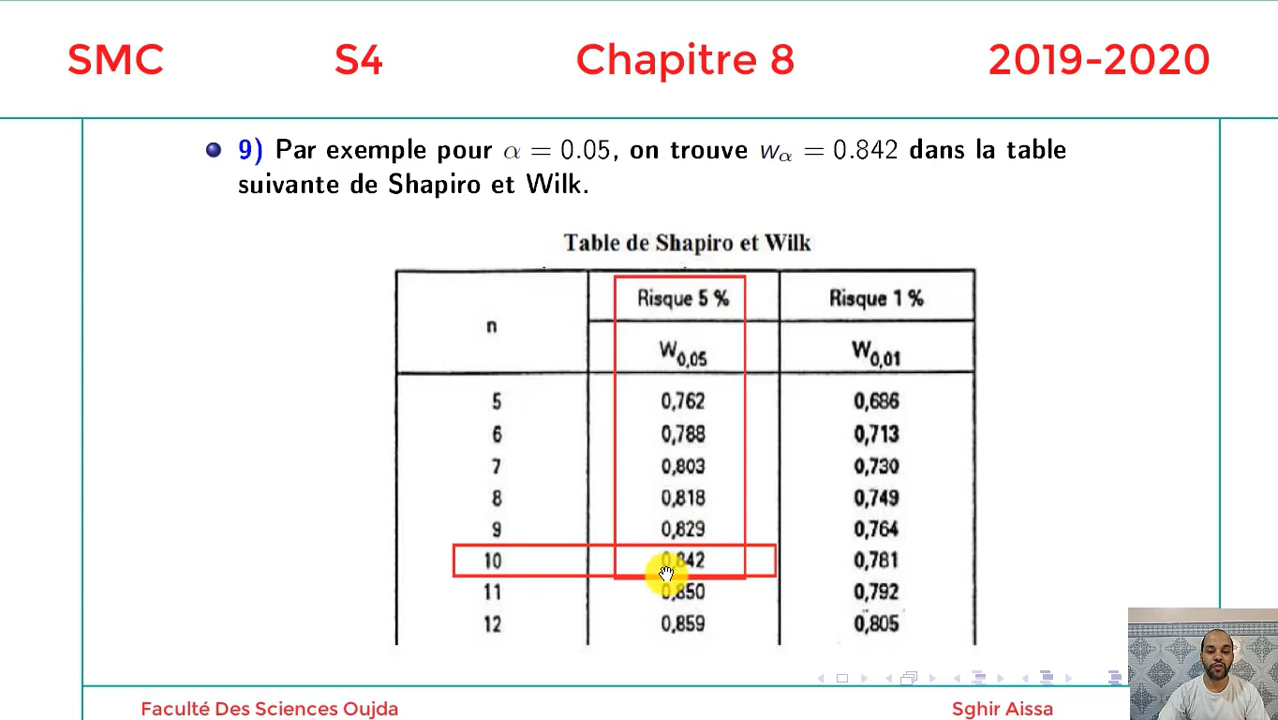 SMC S4 Chapitre 8 2019-2020
9) Par exemple pour α = 0.05, on trouve wα = 0.842 dans la table
suivante de Shapiro et Wilk.
Table de Shapiro et Wilk
n Risque 5 % Risque 1 %
W0,05 W0,01
5 0,762 0,686
6 0,788 0,713
7 0,803 0,730
8 0,818 0,749
9 0,829 0,764
10 0,842 0,781
11 0,850 0,792
12 0,859 0,805
Faculté Des Sciences Oujda Sghir Aissa